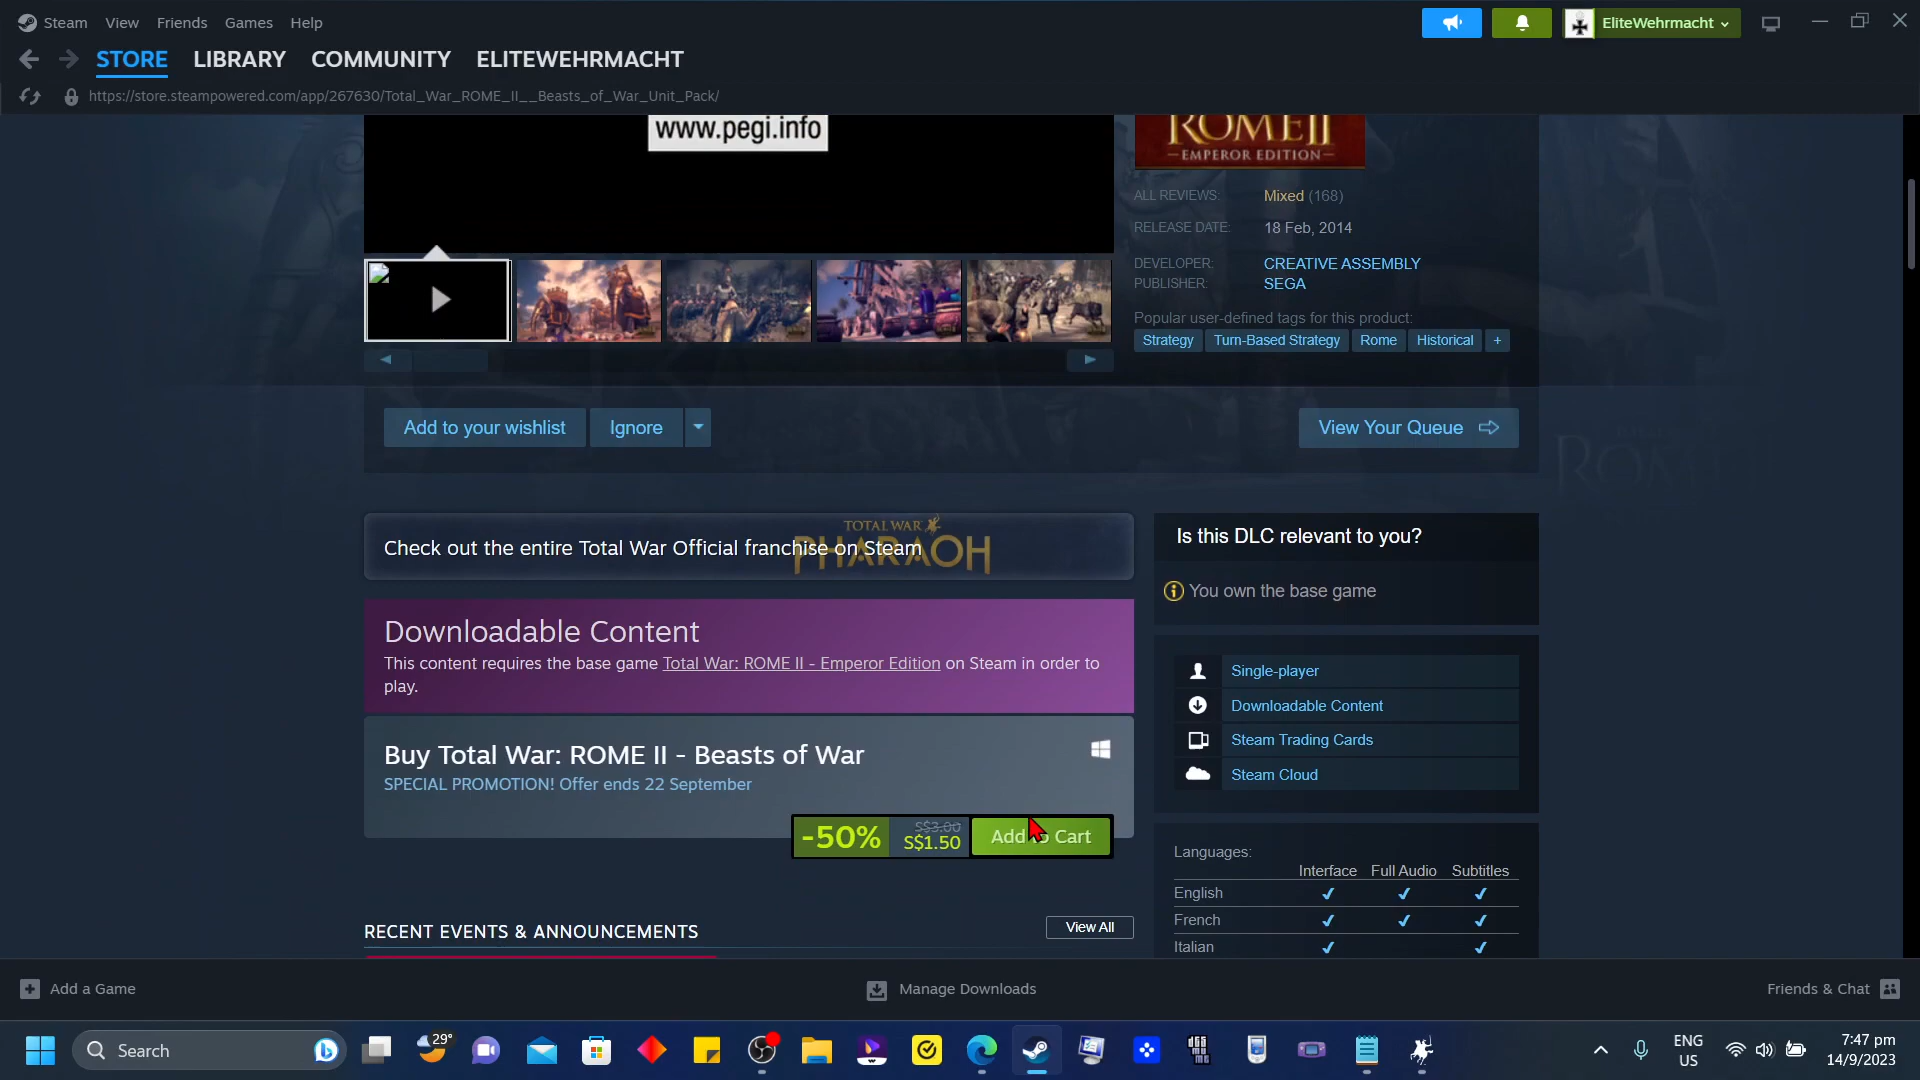 Steam View Friends Games Help
EliteWehrmacht
STORE LIBRARY COMMUNITY ELITEWEHRMACHT
https://store.steampowered.com/app/267630/Total_War_ROME_II__Beasts_of_War_Unit_Pack/
www.pegi.info
ROME II
EMPEROR EDITION
ALL REVIEWS: Mixed (168)
RELEASE DATE: 18 Feb, 2014
DEVELOPER: CREATIVE ASSEMBLY
PUBLISHER: SEGA
Popular user-defined tags for this product:
Strategy Turn-Based Strategy Rome Historical +
Add to your wishlist Ignore View Your Queue
TOTAL WAR
PHARAOH
Check out the entire Total War Official franchise on Steam
Is this DLC relevant to you?
You own the base game
Downloadable Content
This content requires the base game Total War: ROME II - Emperor Edition on Steam in order to
play.
Single-player
Downloadable Content
Steam Trading Cards
Steam Cloud
Buy Total War: ROME II - Beasts of War
SPECIAL PROMOTION! Offer ends 22 September
-50% S$3.00
S$1.50
Add to Cart
Languages:
Interface Full Audio Subtitles
English ✔ ✔ ✔
French ✔ ✔ ✔
Italian ✔ ✔
RECENT EVENTS & ANNOUNCEMENTS View All
Add a Game Manage Downloads Friends & Chat
Search
29°
ENG
US
7:47 pm
14/9/2023